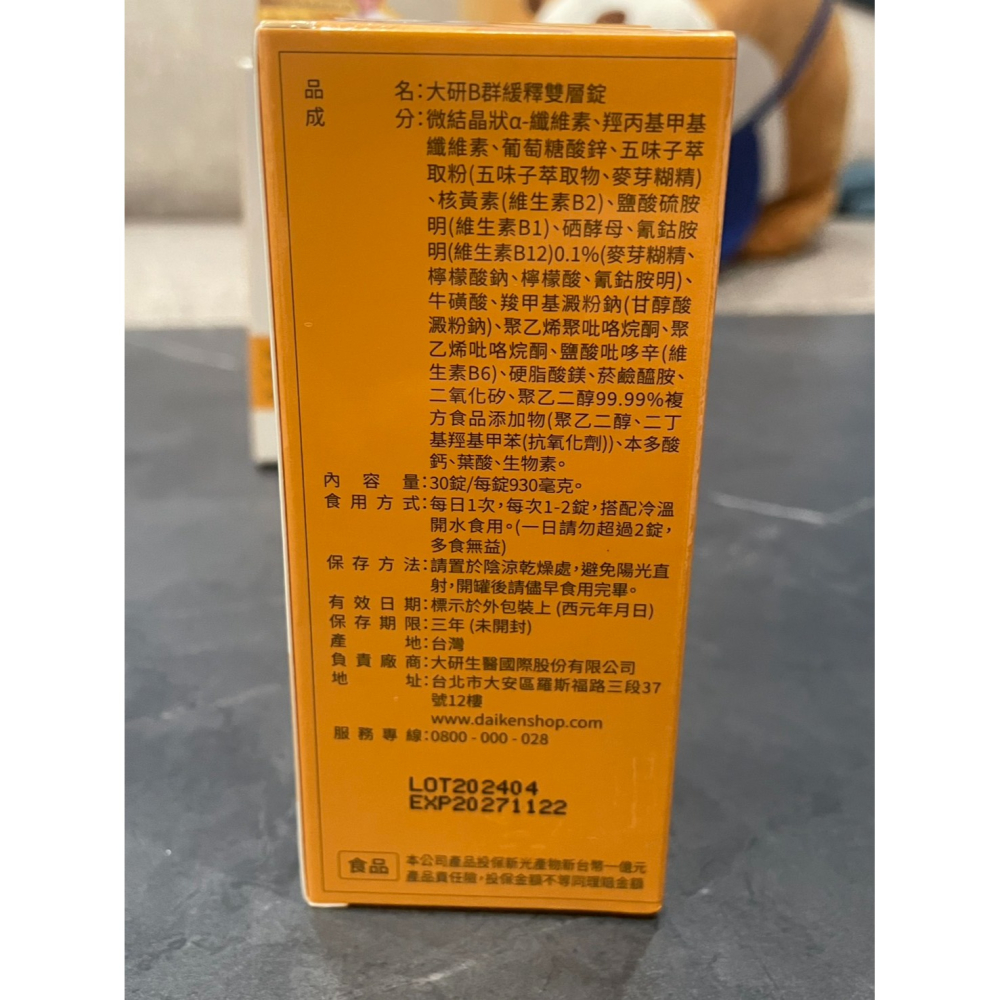 品名:大研B群緩釋雙層錠
成分:微結晶狀α-纖維素、羥丙基甲基
纖維素、葡萄糖酸鋅、五味子萃
取粉(五味子萃取物、麥芽糊精)
、核黃素(維生素B2)、鹽酸硫胺
明(維生素B1)、硒酵母、氰鈷胺
明(維生素B12)0.1%(麥芽糊精、
檸檬酸鈉、檸檬酸、氰鈷胺明)、
牛磺酸、羧甲基澱粉鈉(甘醇酸
澱粉鈉)、聚乙烯聚吡咯烷酮、聚
乙烯吡咯烷酮、鹽酸吡哆辛(維
生素B6)、硬脂酸鎂、菸鹼醯胺、
二氧化矽、聚乙二醇99.99%複
方食品添加物(聚乙二醇、二丁
基羥基甲苯(抗氧化劑))、本多酸
鈣、葉酸、生物素。
內容量:30錠/每錠930毫克。
食用方式:每日1次,每次1-2錠,搭配冷溫
開水食用。(一日請勿超過2錠,
多食無益)
保存方法:請置於陰涼乾燥處,避免陽光直
射,開罐後請儘早食用完畢。
有效日期:標示於外包裝上 (西元年月日)
保存期限:三年 (未開封)
產地:台灣
負責廠商:大研生醫國際股份有限公司
地址:台北市大安區羅斯福路三段37
號12樓
www.daikenshop.com
服務專線:0800 - 000 - 028
LOT202404
EXP20271122
食品
本公司產品投保新光產物新台幣一億元
產品責任險,投保金額不等同理賠金額